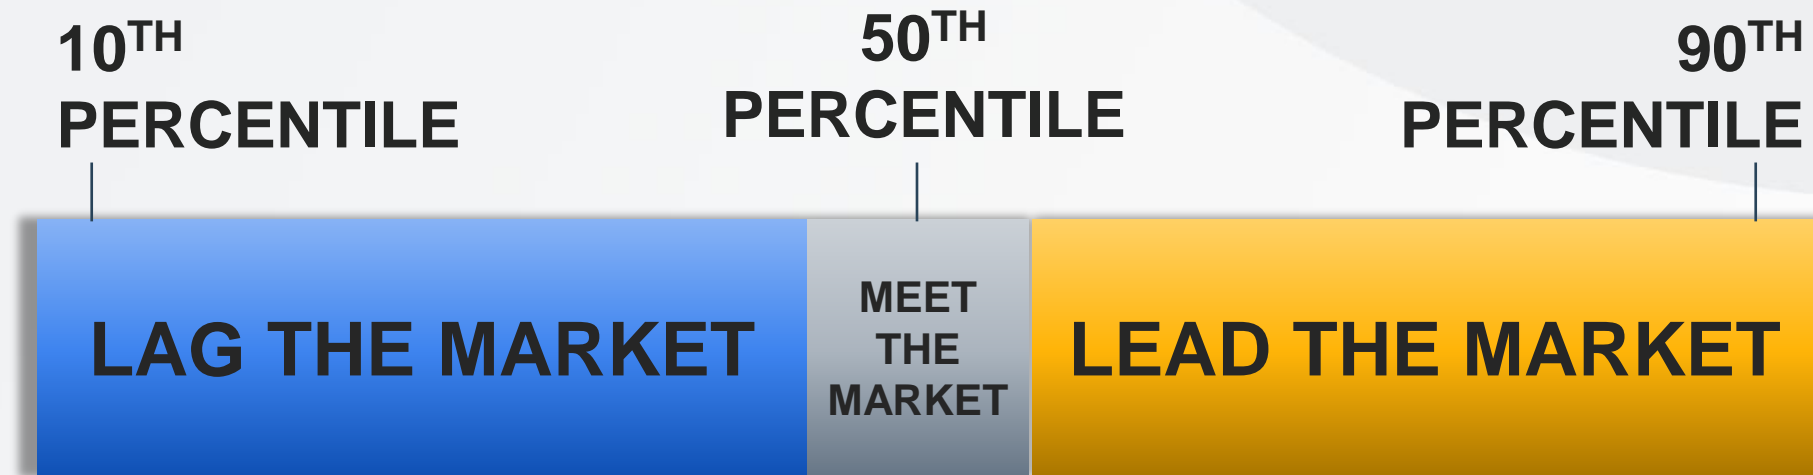 10TH
PERCENTILE
50TH
PERCENTILE
90TH
PERCENTILE
LAG THE MARKET
MEET
THE
MARKET
LEAD THE MARKET